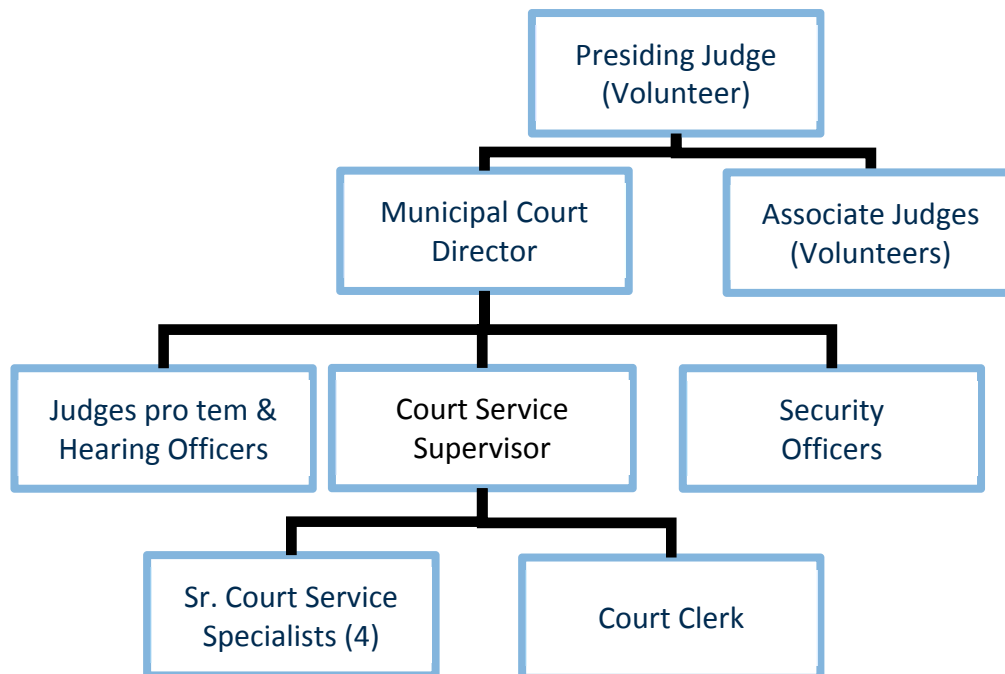 Presiding Judge
(Volunteer)
Municipal Court
Director
Associate Judges
(Volunteers)
Judges pro tem &
Hearing Officers
Court Service
Supervisor
Security
Officers
Sr. Court Service
Specialists (4)
Court Clerk